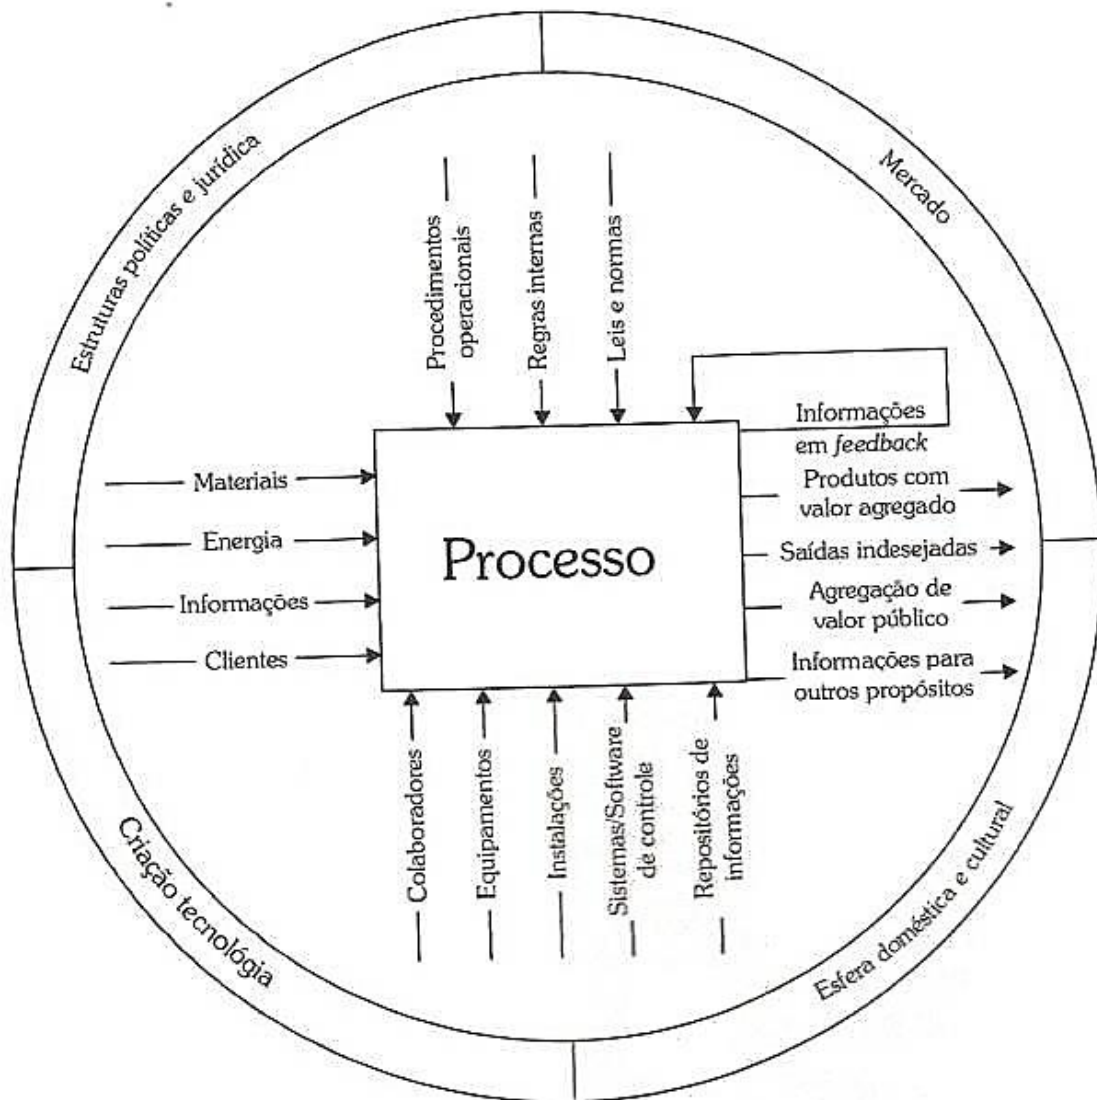 Estruturas políticas e jurídica
Mercado
Procedimentos
operacionais
Regras internas
Leis e normas
Informações
em feedback
Materiais
Energia
Informações
Clientes
Processo
Produtos com
valor agregado
Saídas indesejadas
Agregação de
valor público
Informações para
outros propósitos
Colaboradores
Equipamentos
Instalações
Sistemas/Software
de controle
Repositórios de
informações
Criação tecnológia
Esfera doméstica e cultural